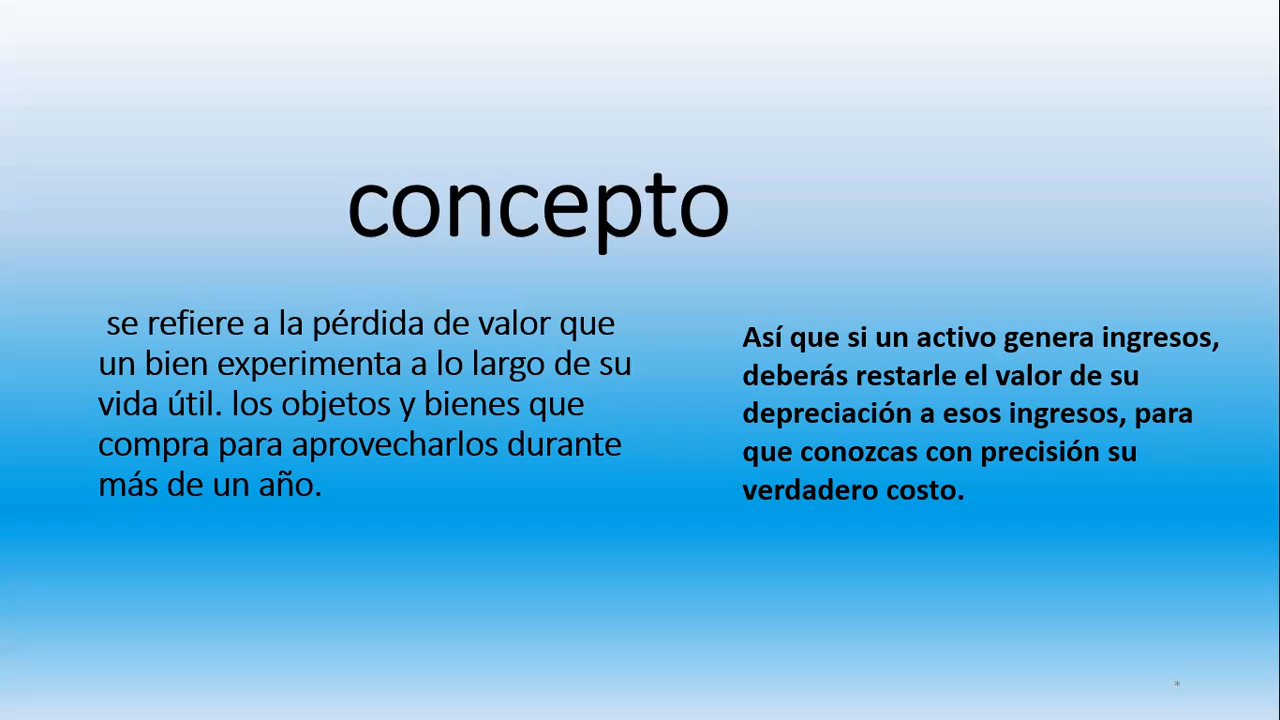 concepto
se refiere a la pérdida de valor que
un bien experimenta a lo largo de su
vida útil. los objetos y bienes que
compra para aprovecharlos durante
más de un año.
Así que si un activo genera ingresos,
deberás restarle el valor de su
depreciación a esos ingresos, para
que conozcas con precisión su
verdadero costo.
*